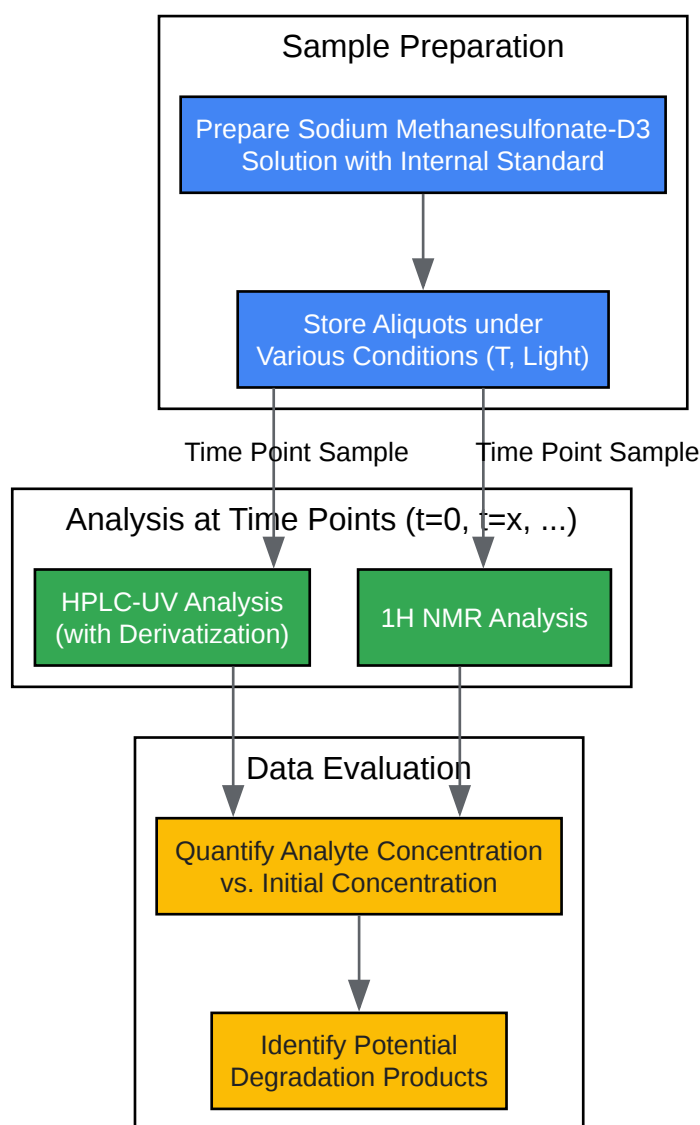 Sample Preparation
Prepare Sodium Methanesulfonate-D3
Solution with Internal Standard
Store Aliquots under
Various Conditions (T, Light)
Time Point Sample
Time Point Sample
Analysis at Time Points (t=0, t=x, ...)
HPLC-UV Analysis
(with Derivatization)
1H NMR Analysis
Data Evaluation
Quantify Analyte Concentration
vs. Initial Concentration
Identify Potential
Degradation Products